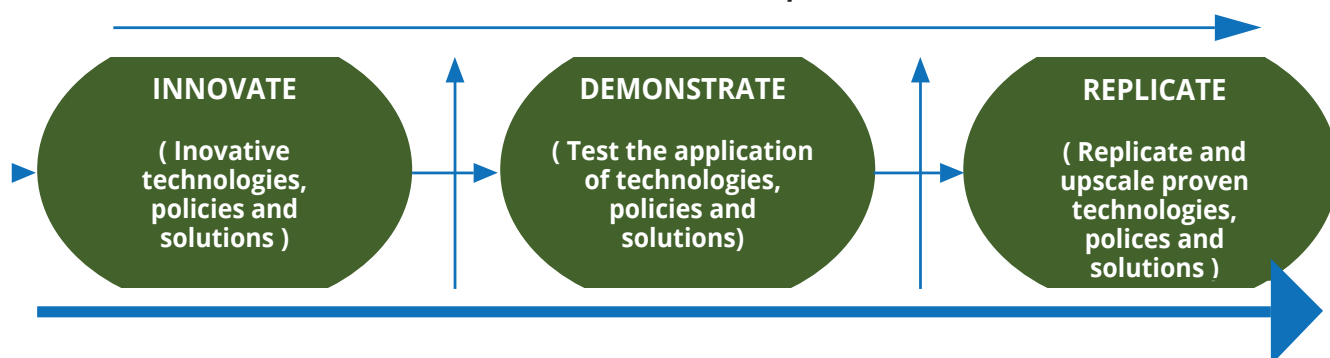 INNOVATE
( Inovative
technologies,
policies and
solutions )
DEMONSTRATE
( Test the application
of technologies,
policies and
solutions)
REPLICATE
( Replicate and
upscale proven
technologies,
polices and
solutions )